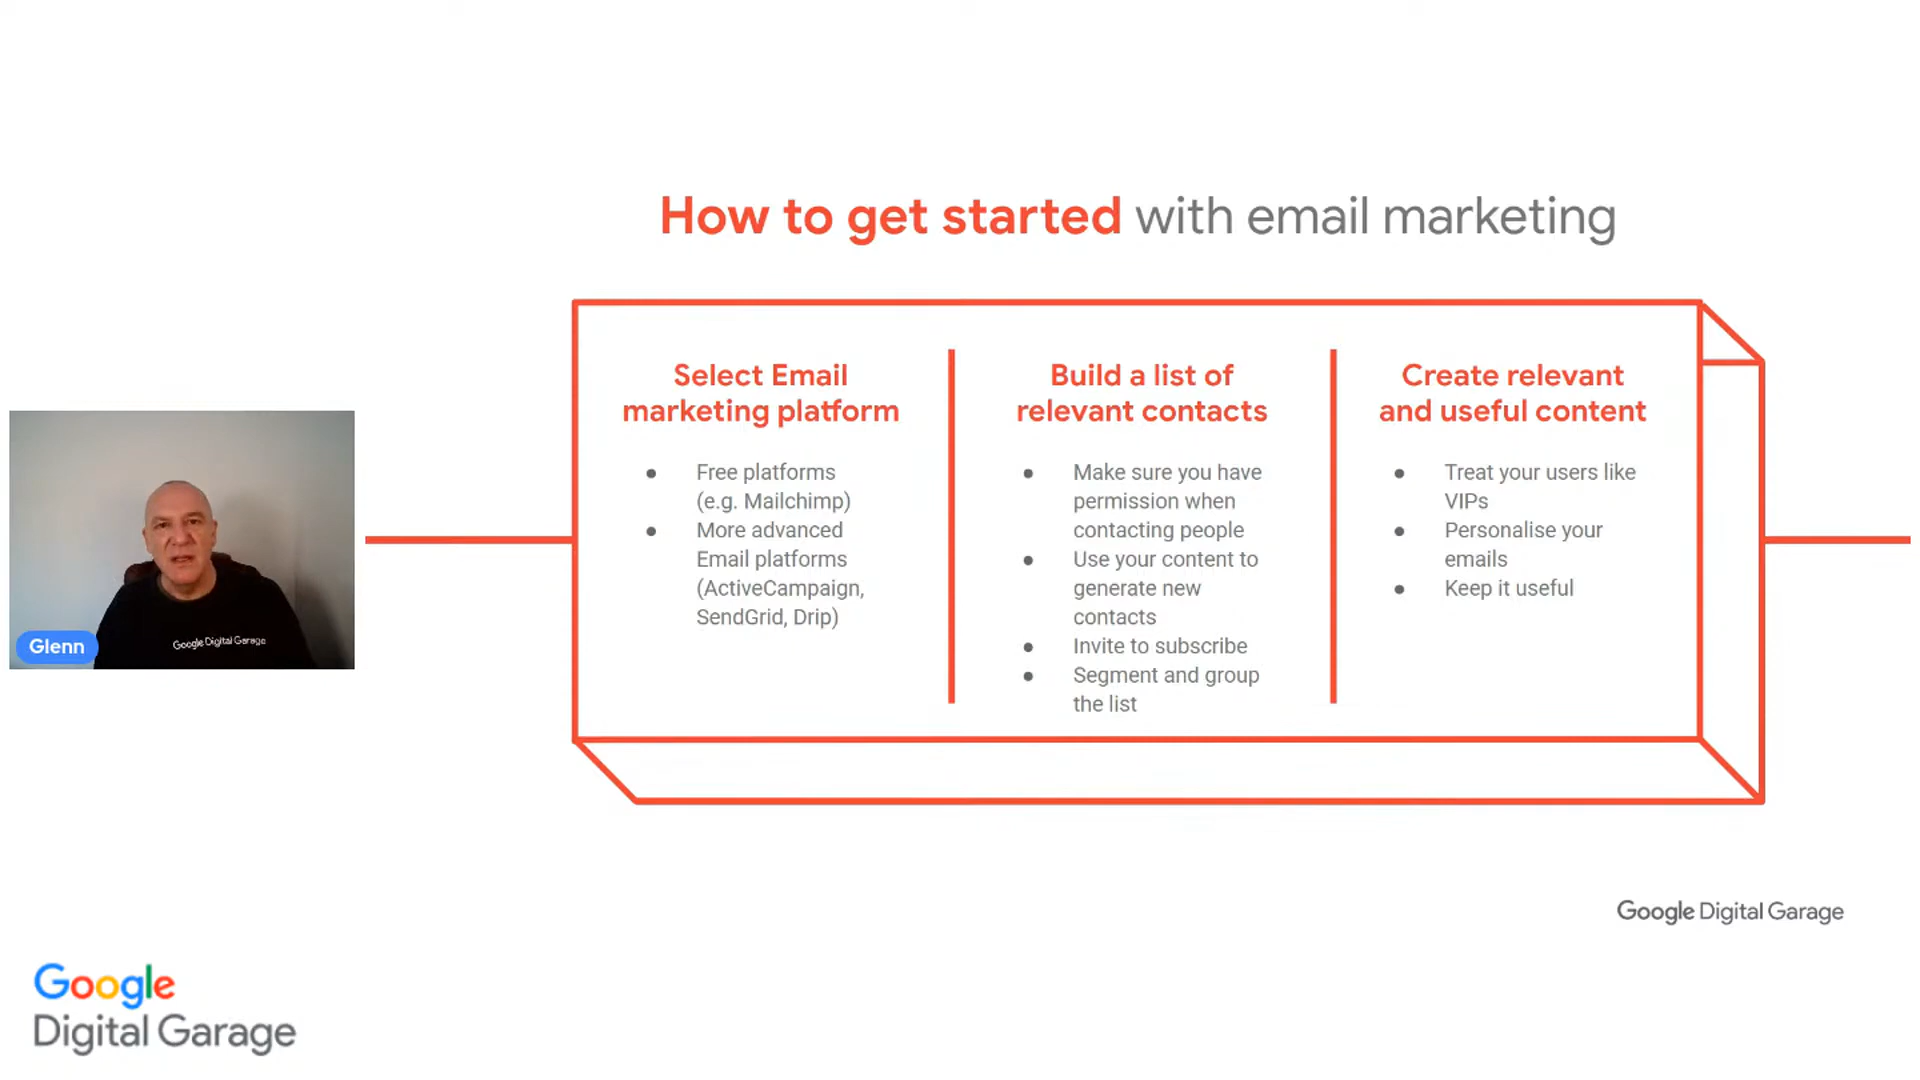 How to get started with email marketing
Select Email
marketing platform
● Free platforms
(e.g. Mailchimp)
● More advanced
Email platforms
(ActiveCampaign,
SendGrid, Drip)
Build a list of
relevant contacts
● Make sure you have
permission when
contacting people
● Use your content to
generate new
contacts
● Invite to subscribe
● Segment and group
the list
Create relevant
and useful content
● Treat your users like
VIPs
● Personalise your
emails
● Keep it useful
Google Digital Garage
Glenn
Google Digital Garage
Google
Digital Garage